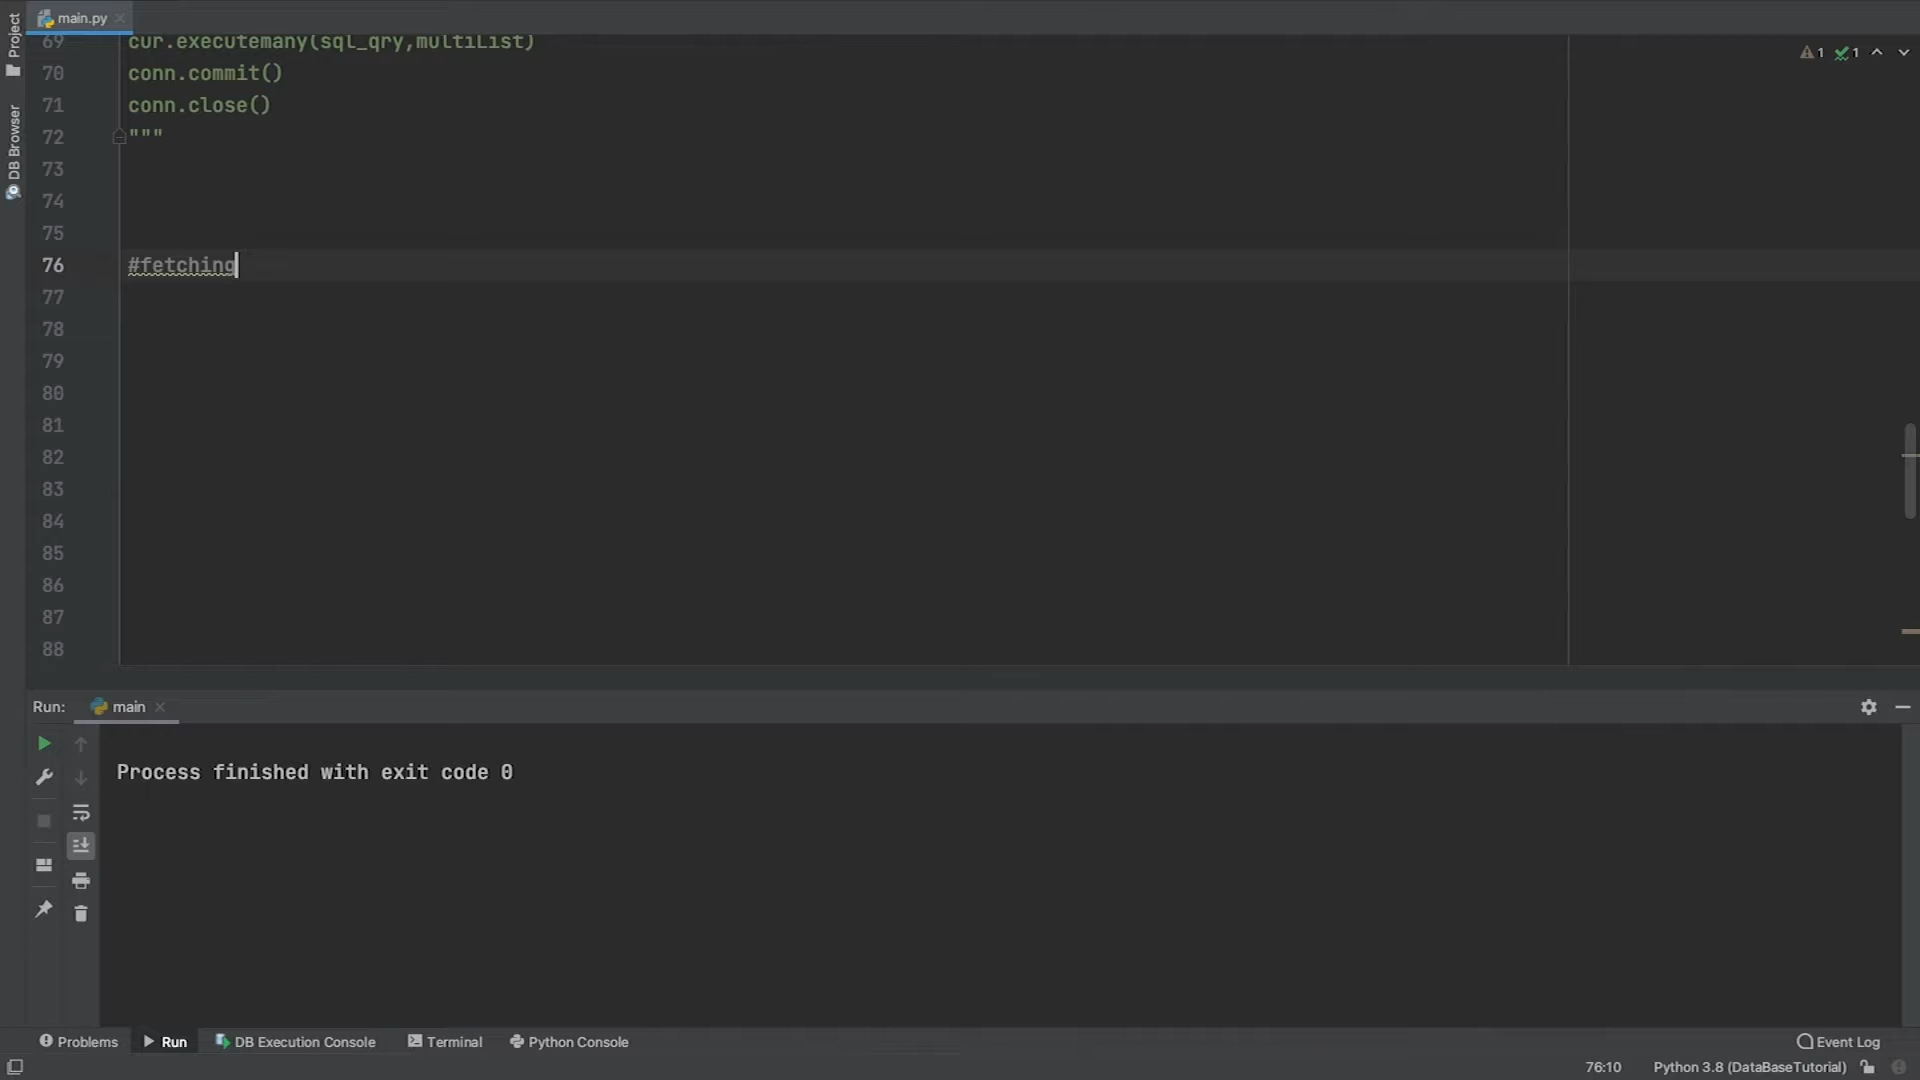 main.py
Project
DB Browser
69 cur.executemany(sql_qry,multiList)
70 conn.commit()
71 conn.close()
72 """
73
74
75
76 #fetching
77
78
79
80
81
82
83
84
85
86
87
88
1 1
Run: main
Process finished with exit code 0
Problems Run DB Execution Console Terminal Python Console Event Log
76:10 Python 3.8 (DataBaseTutorial)